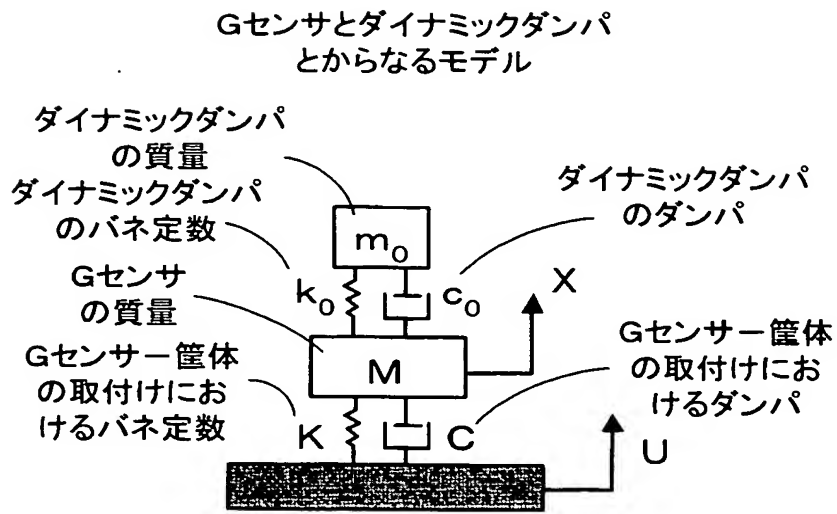 Gセンサとダイナミックダンパ
とからなるモデル
ダイナミックダンパ
の質量
ダイナミックダンパ
のバネ定数
Gセンサ
の質量
Gセンサー筐体
の取付けにお
けるバネ定数
ダイナミックダンパ
のダンパ
Gセンサー筐体
の取付けにお
けるダンパ
m₀
k₀
c₀
X
M
K
C
U